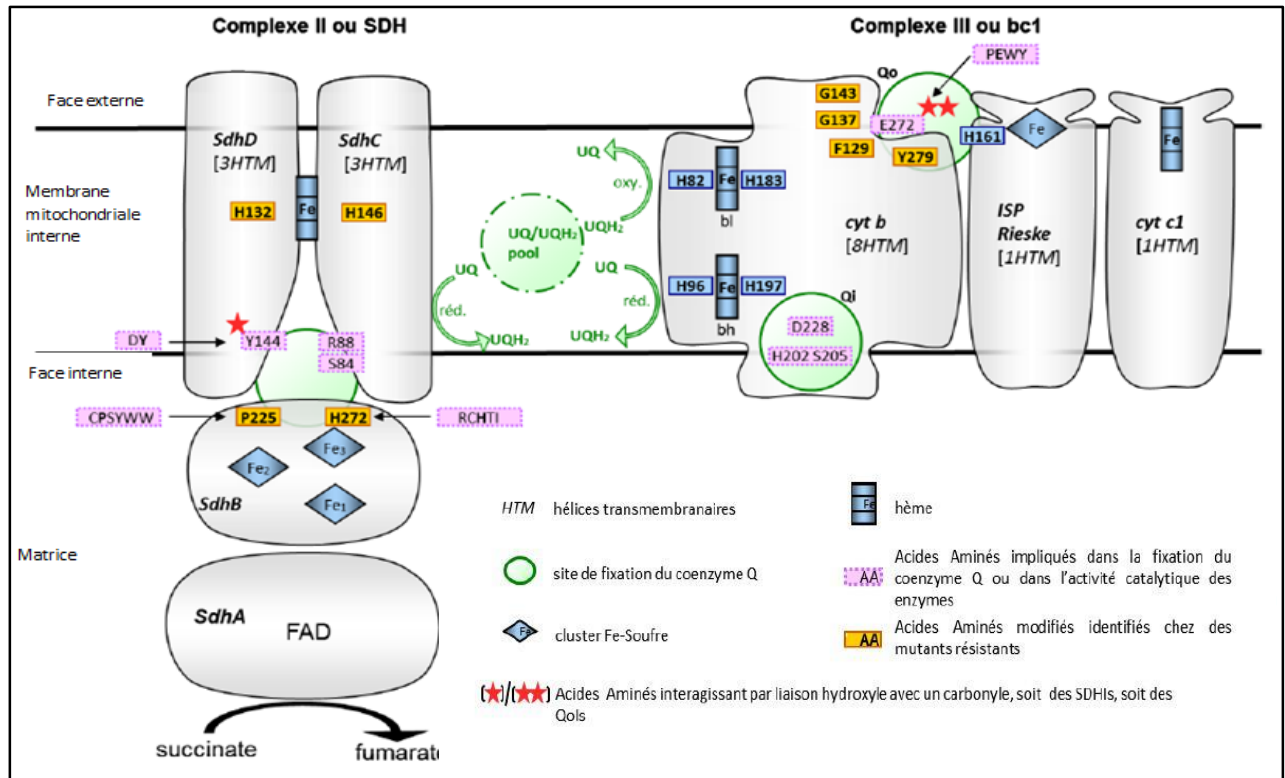 Complexe II ou SDH
Complexe III ou bc1
PEWY
Qo
Face externe
G143
G137
E272
F129
Y279
H161
Fe
Fe
SdhD
[3HTM]
SdhC
[3HTM]
UQ
oxy.
UQH₂
Membrane
mitochondriale
interne
H132
Fe
H146
UQ/UQH₂
pool
H82
Fe
H183
bl
cyt b
[8HTM]
ISP
Rieske
[1HTM]
cyt c1
[1HTM]
UQ
réd.
UQH₂
UQ
réd.
UQH₂
H96
Fe
H197
bh
Qi
D228
H202 S205
DY
Y144
R88
S84
Face interne
CPSYWW
P225
H272
RCHTI
Fe₂
Fe₃
Fe₁
SdhB
Matrice
SdhA
FAD
succinate
fumarat
HTM hélices transmembranaires
Fe hème
site de fixation du coenzyme Q
AA Acides Aminés impliqués dans la fixation du
coenzyme Q ou dans l'activité catalytique des
enzymes
Fe cluster Fe-Soufre
AA Acides Aminés modifiés identifiés chez des
mutants résistants
(★)/(★★) Acides Aminés interagissant par liaison hydroxyle avec un carbonyle, soit des SDHIs, soit des
QoIs